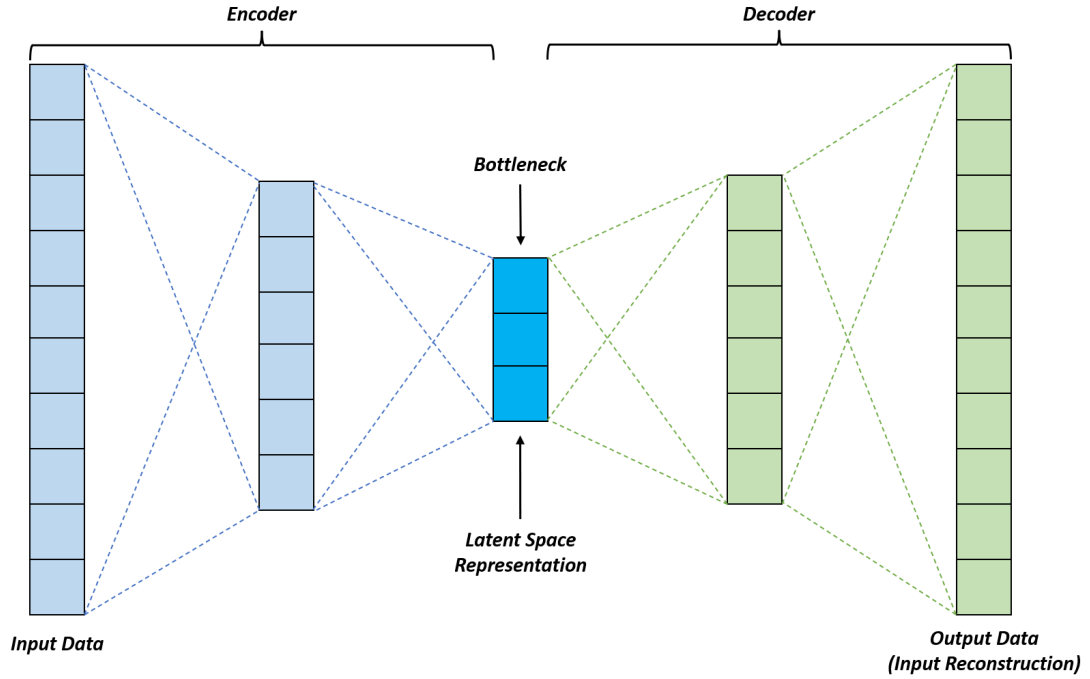 Encoder
Decoder
Bottleneck
Latent Space
Representation
Input Data
Output Data
(Input Reconstruction)